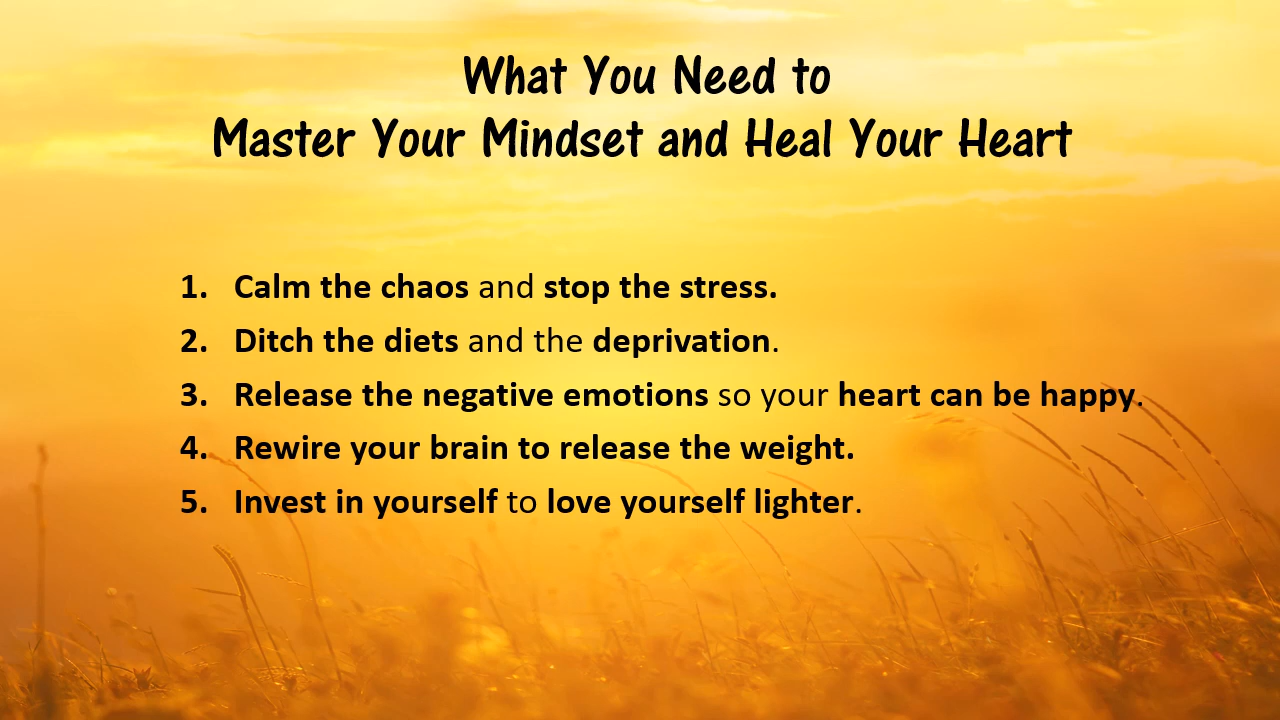 What You Need to
Master Your Mindset and Heal Your Heart
1. Calm the chaos and stop the stress.
2. Ditch the diets and the deprivation.
3. Release the negative emotions so your heart can be happy.
4. Rewire your brain to release the weight.
5. Invest in yourself to love yourself lighter.